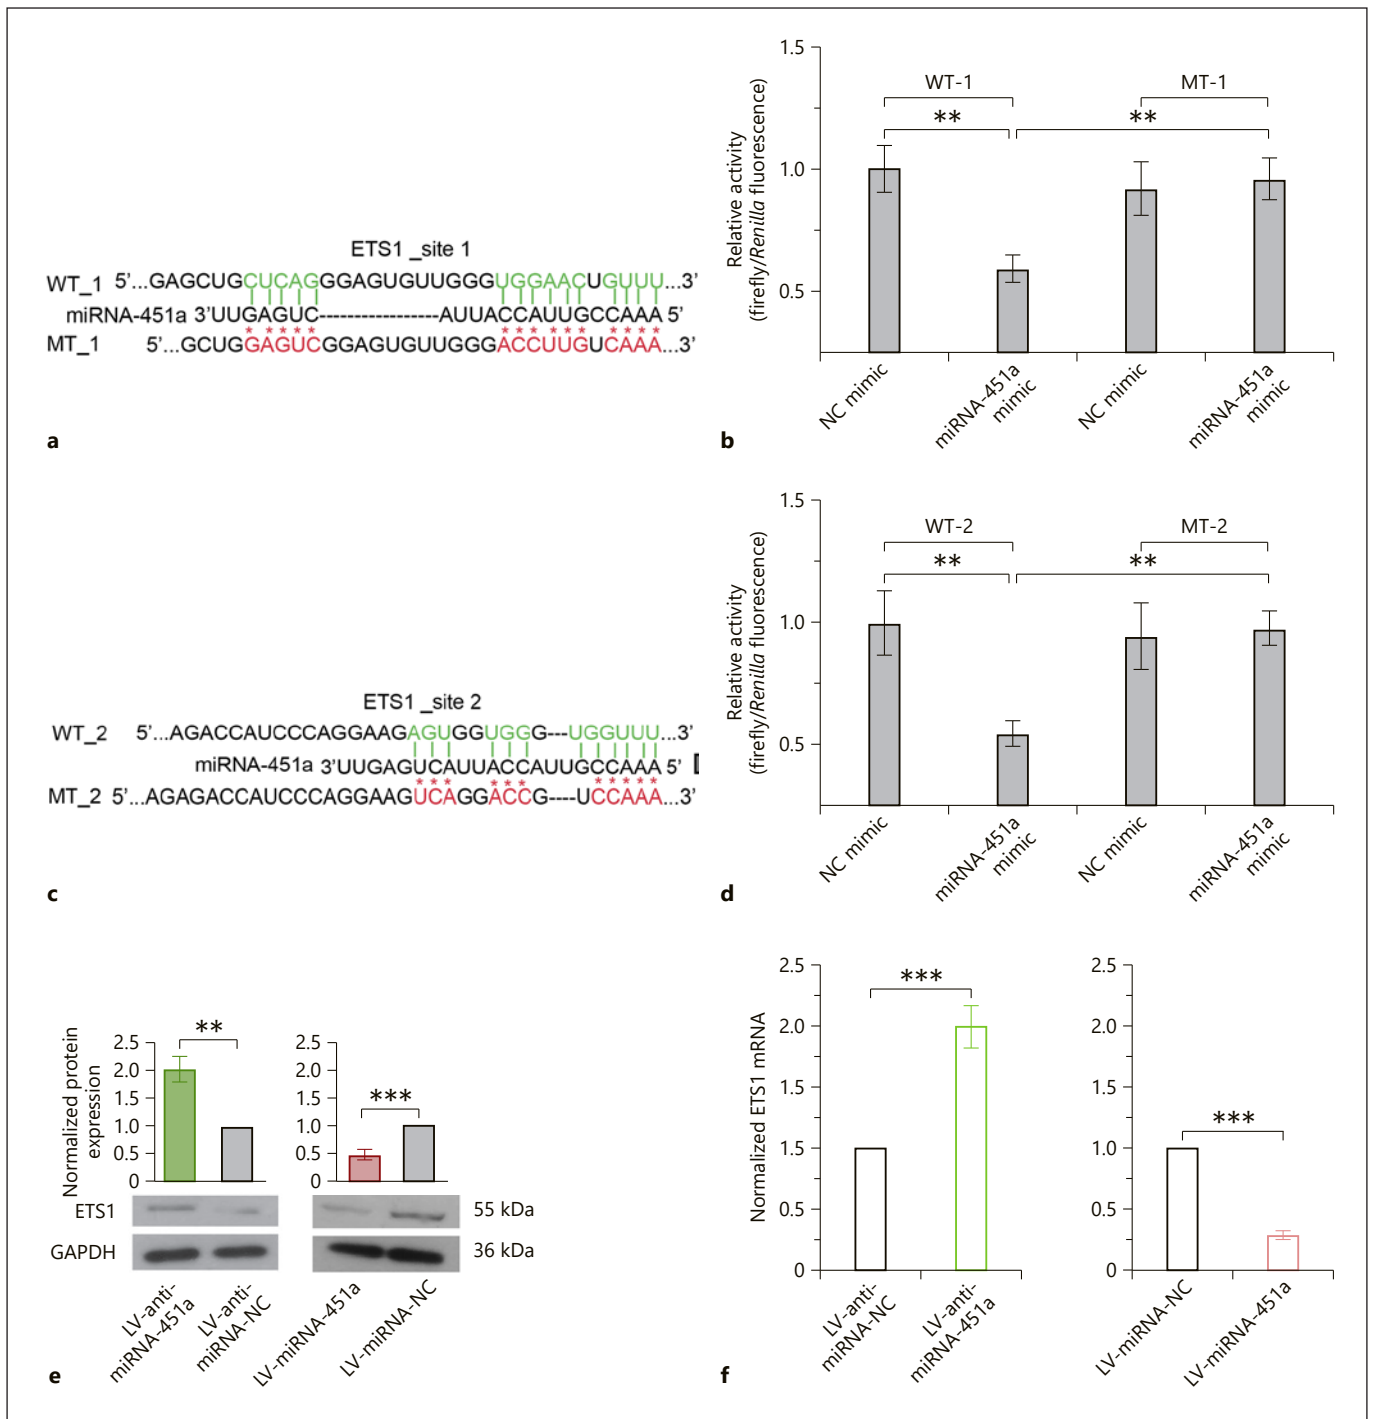 ETS1 _site 1
WT_1 5'...GAGCUGCUCAGGGAGUGUUGGGUGGAACUGUUU...3'
miRNA-451a 3'UUGAGUC-----------------AUUACCAUUGCCAAA 5'
* * * * * * * * * * * * * * *
MT_1 5'...GCUGGAGUCGGAGUGUUGGGACCUUGUCAAA...3'
a
1.5
1.0
0.5
Relative activity
(firefly/Renilla fluorescence)
WT-1
MT-1
**
**
NC mimic
miRNA-451a
mimic
NC mimic
miRNA-451a
mimic
b
ETS1 _site 2
WT_2 5'...AGACCAUCCCAGGAAGAGUGGUGGG---UGGUUU...3'
miRNA-451a 3'UUGAGUCAUUACCAUUGCCAAA 5'
* * * * * * * * * * *
MT_2 5'...AGAGACCAUCCCAGGAAGUCAGGACCG----UCCAAA...3'
c
1.5
1.0
0.5
Relative activity
(firefly/Renilla fluorescence)
WT-2
MT-2
**
**
NC mimic
miRNA-451a
mimic
NC mimic
miRNA-451a
mimic
d
Normalized protein
expression
2.5
2.0
1.5
1.0
0.5
0
**
2.5
2.0
1.5
1.0
0.5
0
***
ETS1
55 kDa
GAPDH
36 kDa
LV-anti-
miRNA-451a
LV-anti-
miRNA-NC
LV-miRNA-451a
LV-miRNA-NC
e
Normalized ETS1 mRNA
2.5
2.0
1.5
1.5
0.5
0
***
LV-anti-
miRNA-NC
LV-anti-
miRNA-451a
2.5
2.0
1.5
1.0
0.5
0
***
LV-miRNA-NC
LV-miRNA-451a
f